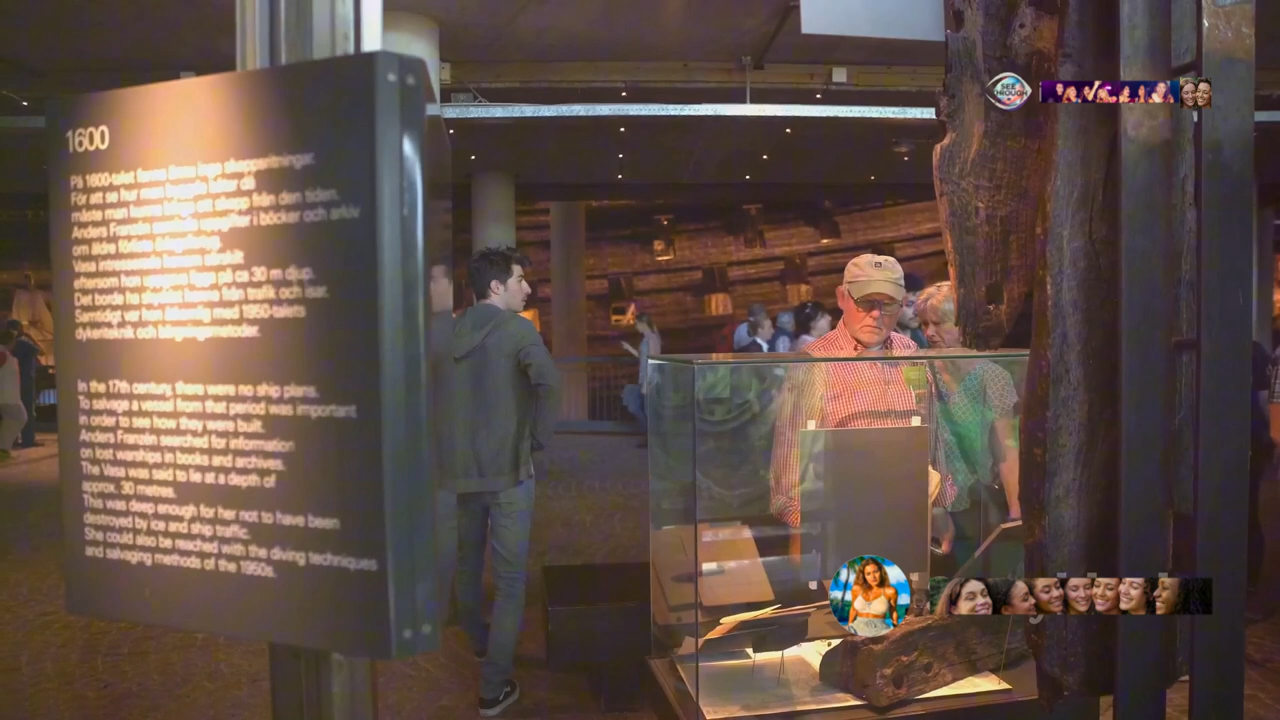 1600
På 1600-talet fanns inga skeppsritningar.
För att se hur man byggde båtar då
måste man kunna bärga ett skepp från den tiden.
Anders Franzén sökte uppgifter i böcker och arkiv
om äldre förlista
Vasa intresserade honom särskilt
eftersom hon skulle ligga på ca 30 m djup.
Det borde ha skyddat henne från trafik och isar.
Samtidigt var hon åtkomlig med 1950-talets
dykeriteknik och bärgningsmetoder.
In the 17th century, there were no ship plans.
To salvage a vessel from that period was important
in order to see how they were built.
Anders Franzén searched for information
on lost warships in books and archives.
The Vasa was said to lie at a depth of
approx. 30 metres.
This was deep enough for her not to have been
destroyed by ice and ship traffic.
She could also be reached with the diving techniques
and salvaging methods of the 1950s.
SEE
THROUGH